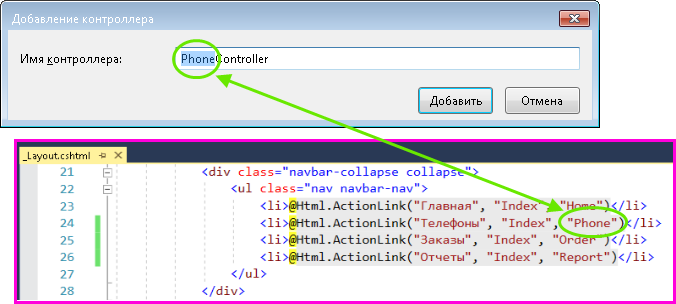 Добавление контроллера
Имя контроллера: PhoneController
Добавить Отмена
_Layout.cshtml
21 <div class="navbar-collapse collapse">
22 <ul class="nav navbar-nav">
23 <li>@Html.ActionLink("Главная", "Index", "Home")</li>
24 <li>@Html.ActionLink("Телефоны", "Index", "Phone")</li>
25 <li>@Html.ActionLink("Заказы", "Index", "Order")</li>
26 <li>@Html.ActionLink("Отчеты", "Index", "Report")</li>
27 </ul>
28 </div>